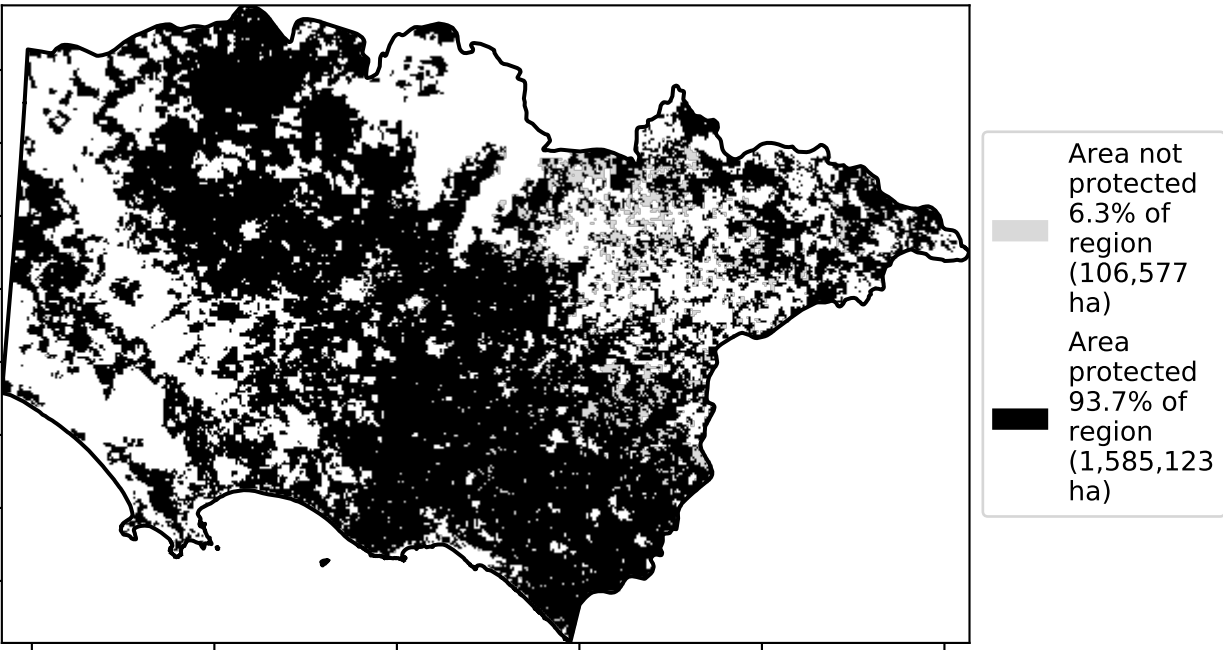 Area not
protected
6.3% of
region
(106,577
ha)
Area
protected
93.7% of
region
(1,585,123
ha)